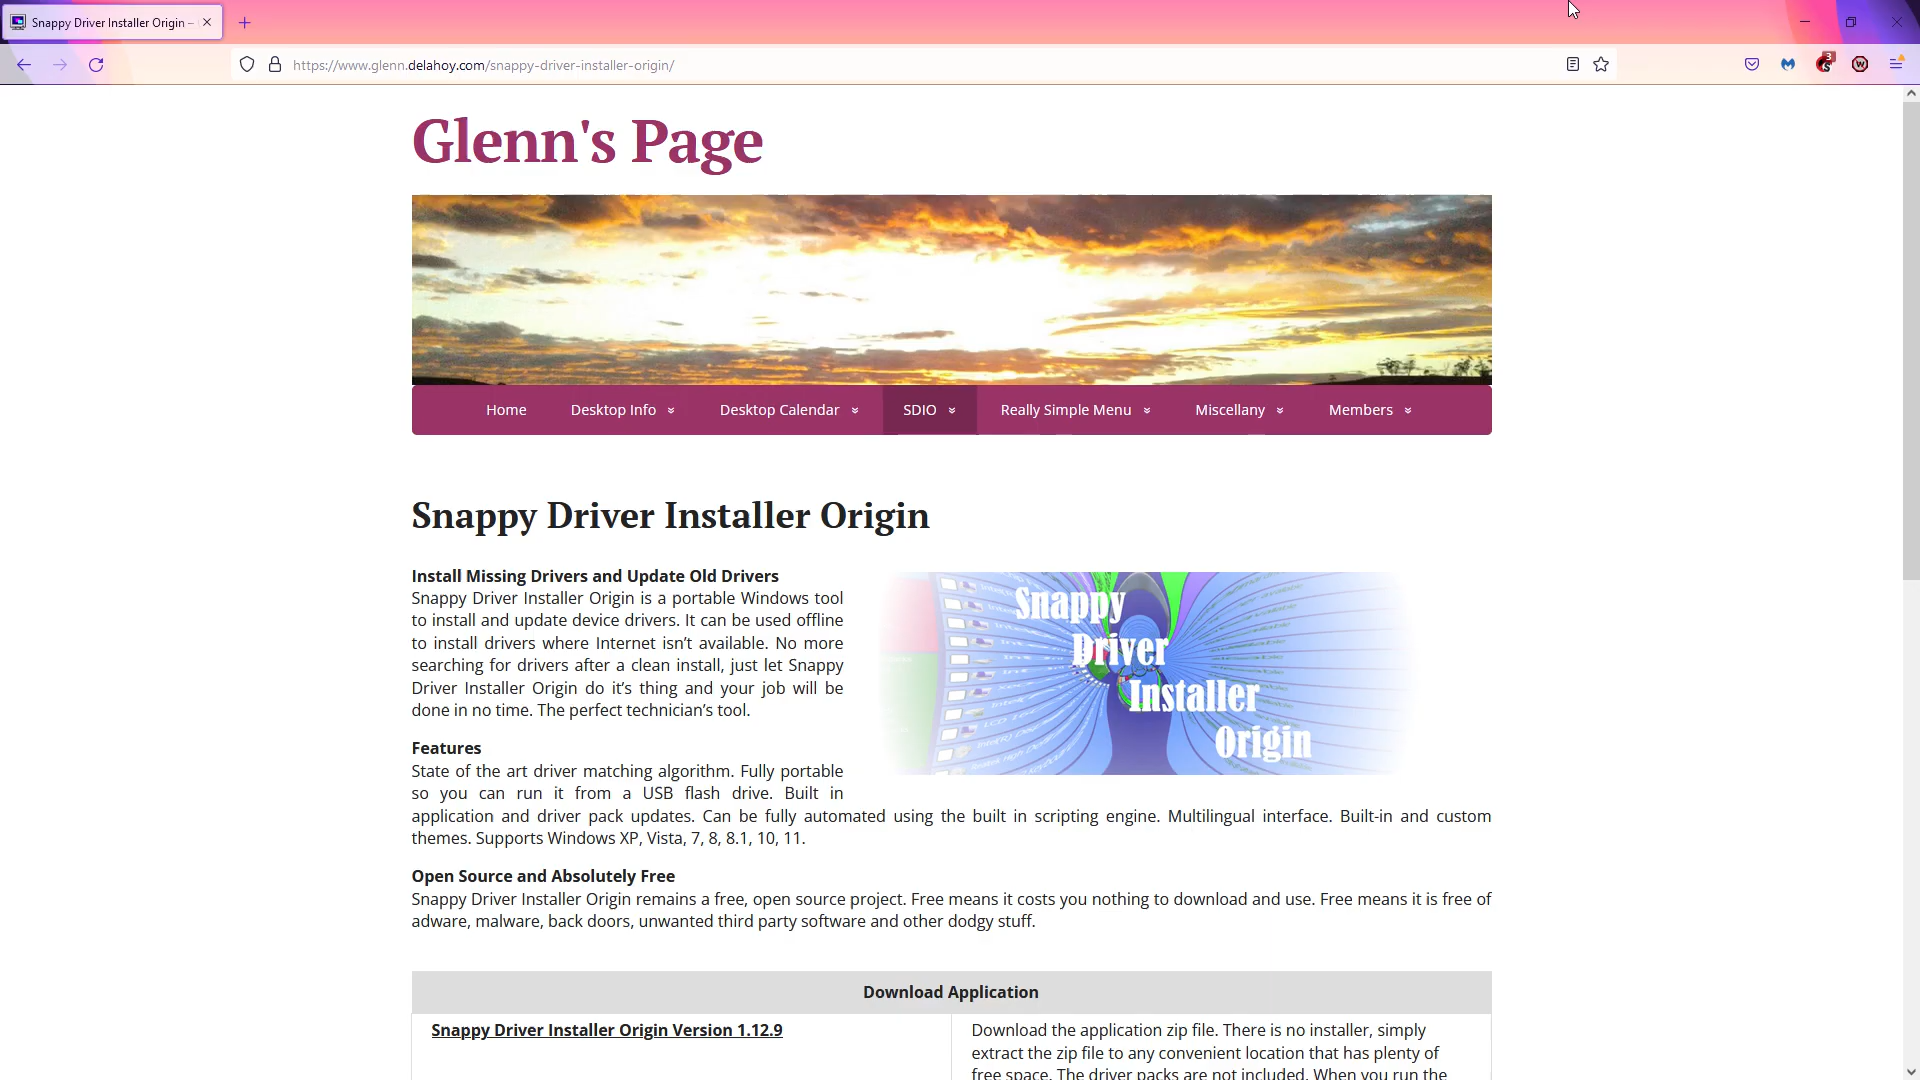 Snappy Driver Installer Origin –
https://www.glenn.delahoy.com/snappy-driver-installer-origin/
3
Glenn's Page
Home Desktop Info Desktop Calendar SDIO Really Simple Menu Miscellany Members
Snappy Driver Installer Origin
Install Missing Drivers and Update Old Drivers
Snappy Driver Installer Origin is a portable Windows tool
to install and update device drivers. It can be used offline
to install drivers where Internet isn’t available. No more
searching for drivers after a clean install, just let Snappy
Driver Installer Origin do it’s thing and your job will be
done in no time. The perfect technician’s tool.
Snappy
Driver
Installer
Origin
Features
State of the art driver matching algorithm. Fully portable
so you can run it from a USB flash drive. Built in
application and driver pack updates. Can be fully automated using the built in scripting engine. Multilingual interface. Built-in and custom
themes. Supports Windows XP, Vista, 7, 8, 8.1, 10, 11.
Open Source and Absolutely Free
Snappy Driver Installer Origin remains a free, open source project. Free means it costs you nothing to download and use. Free means it is free of
adware, malware, back doors, unwanted third party software and other dodgy stuff.
Download Application
Snappy Driver Installer Origin Version 1.12.9
Download the application zip file. There is no installer, simply
extract the zip file to any convenient location that has plenty of
free space. The driver packs are not included. When you run the